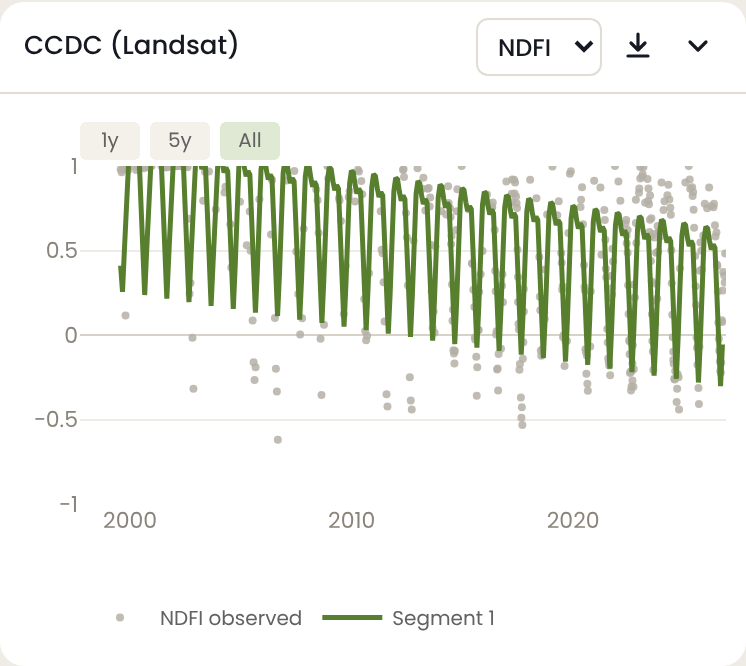 CCDC (Landsat)
NDFI
1y 5y All
1
0.5
0
−0.5
−1
2000 2010 2020
NDFI observed Segment 1